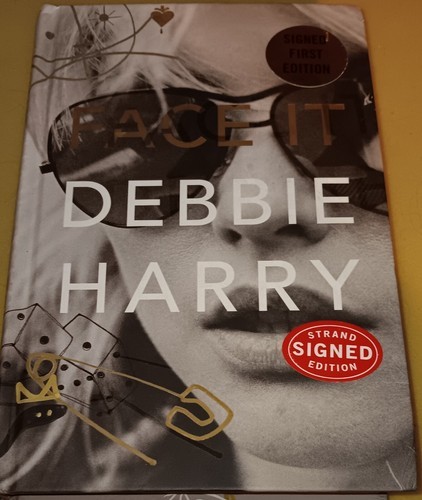 SIGNED
FIRST
EDITION
FACE IT
DEBBIE
HARRY
STRAND
SIGNED
EDITION